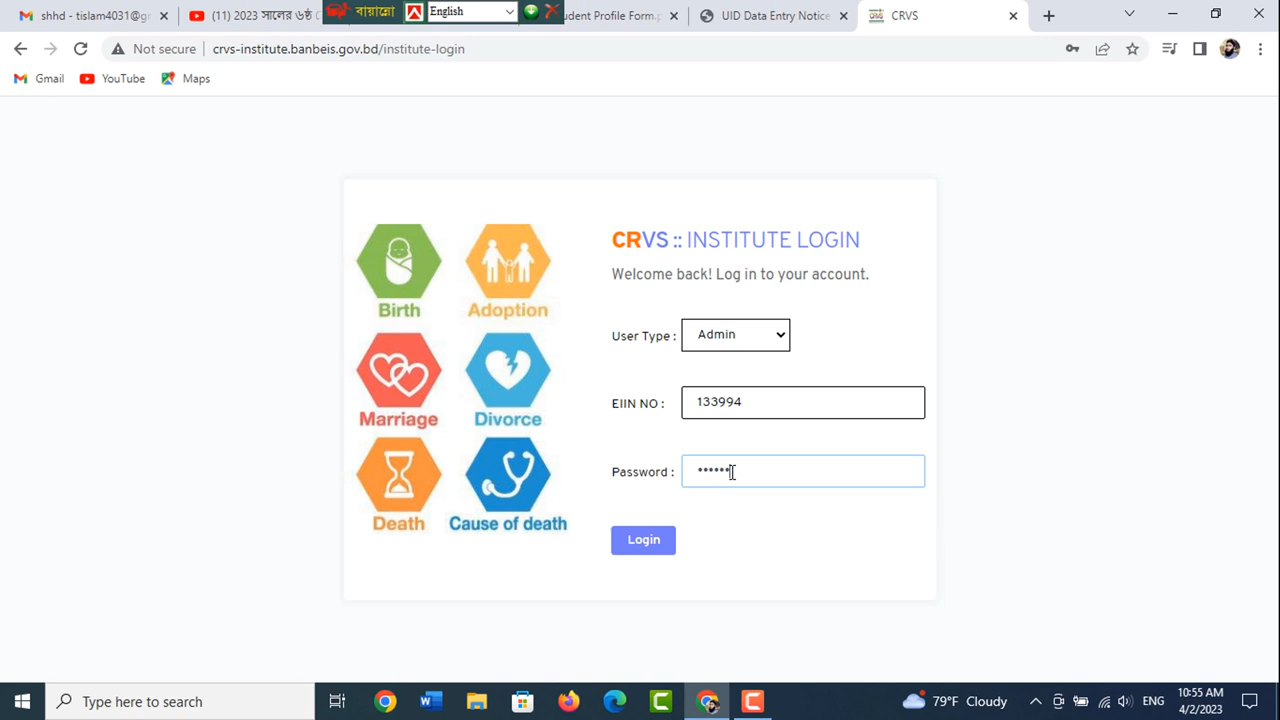 shhd - tislam4031@g
(11) 2023 সালের ৬ষ্ঠ
বায়ান্নো
English
udent Profile Form.p
UID Data Entry Notice
CRVS
Not secure
crvs-institute.banbeis.gov.bd/institute-login
Gmail
YouTube
Maps
Birth
Adoption
Marriage
Divorce
Death
Cause of death
CRVS :: INSTITUTE LOGIN
Welcome back! Log in to your account.
User Type :
Admin
EIIN NO :
133994
Password :
••••••
Login
Type here to search
79°F Cloudy
ENG
10:55 AM
4/2/2023